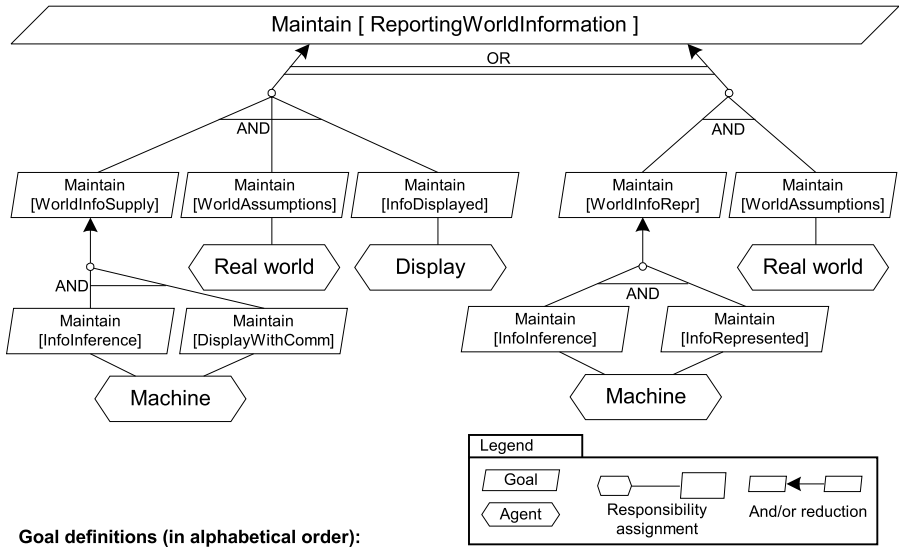 Maintain [ ReportingWorldInformation ]
OR
AND
AND
Maintain
[WorldInfoSupply]
Maintain
[WorldAssumptions]
Maintain
[InfoDisplayed]
Maintain
[WorldInfoRepr]
Maintain
[WorldAssumptions]
Real world
Display
Real world
AND
AND
Maintain
[InfoInference]
Maintain
[DisplayWithComm]
Maintain
[InfoInference]
Maintain
[InfoRepresented]
Machine
Machine
Legend
Goal
Agent
Responsibility
assignment
And/or reduction
Goal definitions (in alphabetical order):